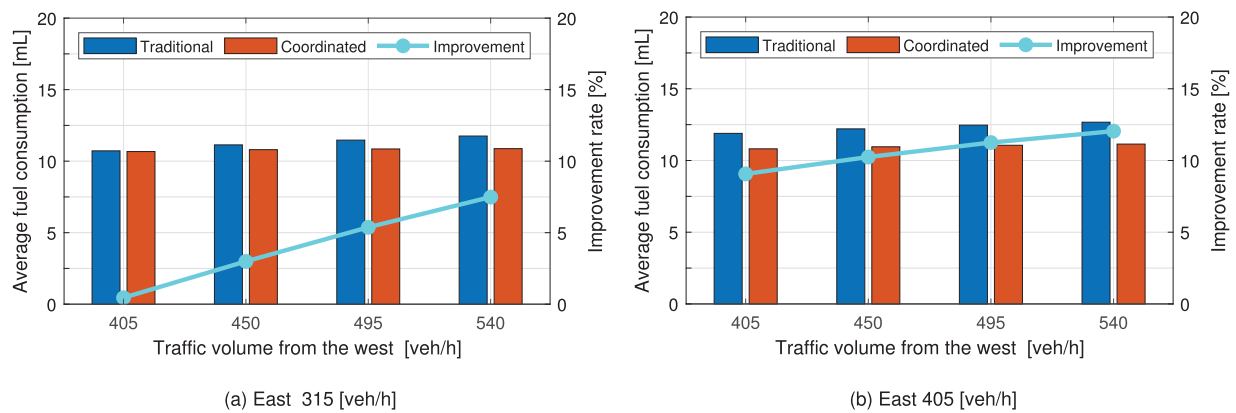 Average fuel consumption [mL]
20
15
10
5
0
Traditional Coordinated Improvement
20
15
10
5
0
Improvement rate [%]
405 450 495 540
Traffic volume from the west [veh/h]
(a) East 315 [veh/h]
Average fuel consumption [mL]
20
15
10
5
0
Traditional Coordinated Improvement
20
15
10
5
0
Improvement rate [%]
405 450 495 540
Traffic volume from the west [veh/h]
(b) East 405 [veh/h]